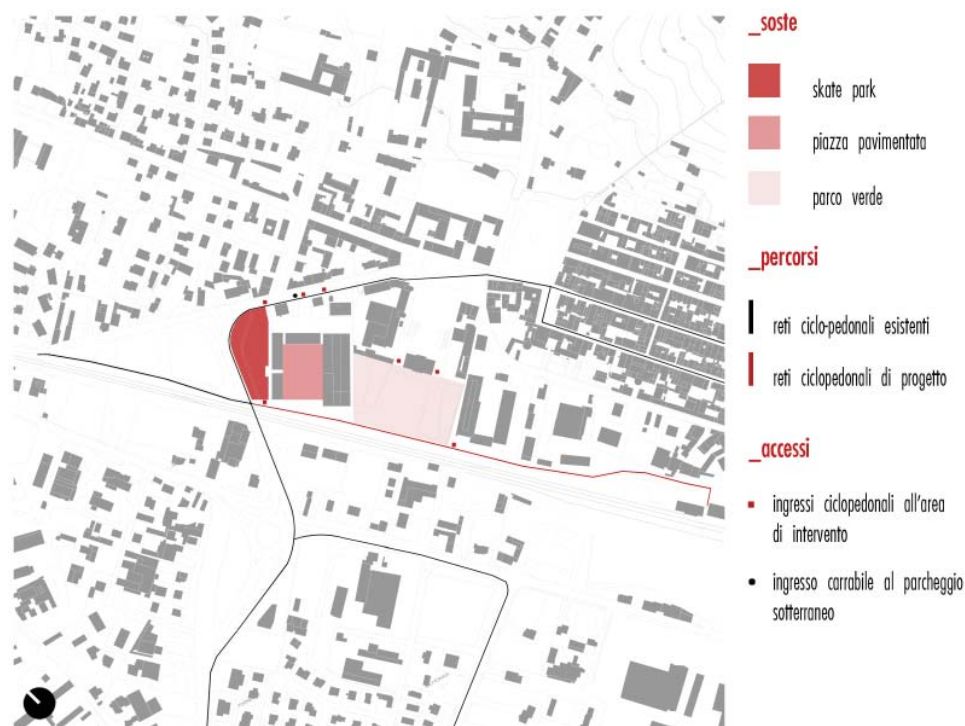 _soste
skate park
piazza pavimentata
parco verde
_percorsi
reti ciclo-pedonali esistenti
reti ciclopedonali di progetto
_accessi
ingressi ciclopedonali all'area
di intervento
ingresso carrabile al parcheggio
sotterraneo